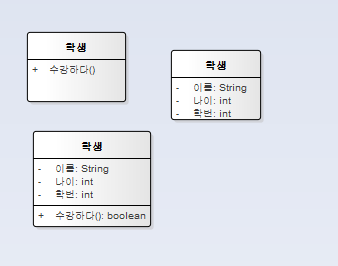 학생
+ 수강하다()
학생
- 이름: String
- 나이: int
- 학번: int
학생
- 이름: String
- 나이: int
- 학번: int
+ 수강하다(): boolean